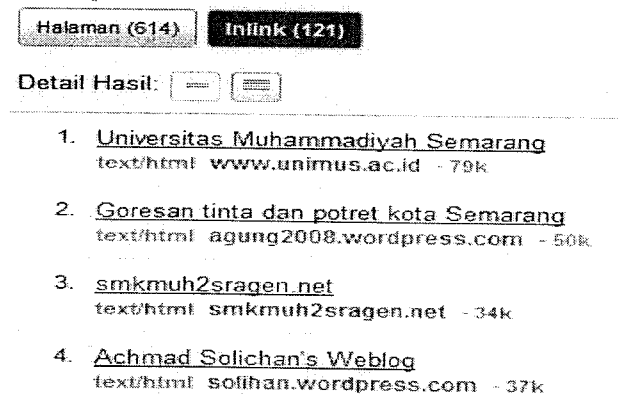 Halaman (614) Inlink (121)
Detail Hasil:
1. Universitas Muhammadiyah Semarang
text/html www.unimus.ac.id - 79k
2. Goresan tinta dan potret kota Semarang
text/html agung2008.wordpress.com - 50k
3. smkmuh2sragen.net
text/html smkmuh2sragen.net - 34k
4. Achmad Solichan's Weblog
text/html solihan.wordpress.com - 37k